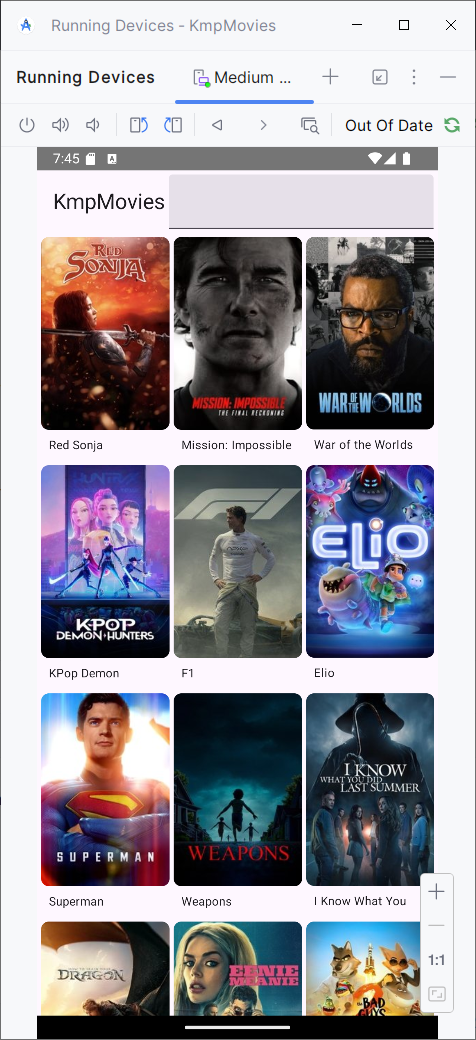 Running Devices - KmpMovies
Running Devices
Medium ...
Out Of Date
7:45
KmpMovies
RED
SONJA
MISSION: IMPOSSIBLE
THE FINAL RECKONING
WAR OF THE WORLDS
Red Sonja
Mission: Impossible
War of the Worlds
HUNTR/X
K-POP
DEMON HUNTERS
F1
ELIO
KPop Demon
F1
Elio
SUPERMAN
WEAPONS
I KNOW
WHAT YOU DID
LAST SUMMER
Superman
Weapons
I Know What You
DRAGON
EENIE
MEANIE
THE BAD
GUYS
1:1